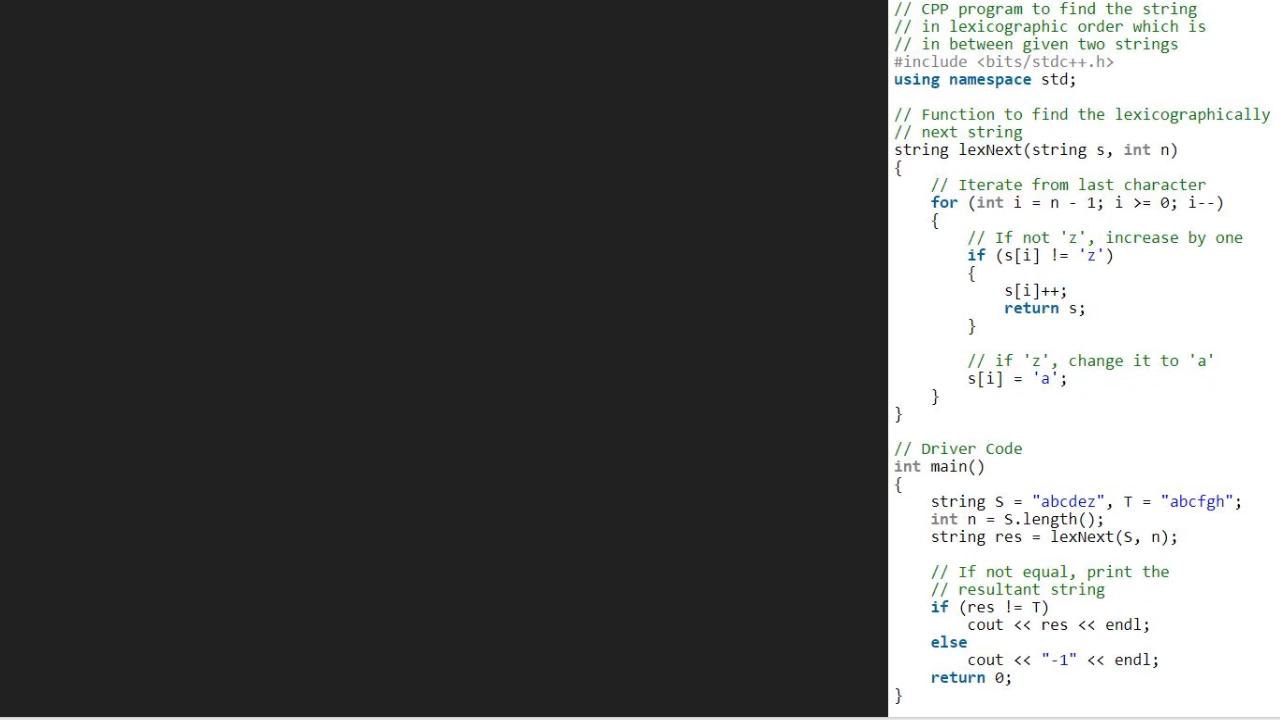 // CPP program to find the string
// in lexicographic order which is
// in between given two strings
#include <bits/stdc++.h>
using namespace std;

// Function to find the lexicographically
// next string
string lexNext(string s, int n)
{
    // Iterate from last character
    for (int i = n - 1; i >= 0; i--)
    {
        // If not 'z', increase by one
        if (s[i] != 'z')
        {
            s[i]++;
            return s;
        }

        // if 'z', change it to 'a'
        s[i] = 'a';
    }
}

// Driver Code
int main()
{
    string S = "abcdez", T = "abcfgh";
    int n = S.length();
    string res = lexNext(S, n);

    // If not equal, print the
    // resultant string
    if (res != T)
        cout << res << endl;
    else
        cout << "-1" << endl;
    return 0;
}